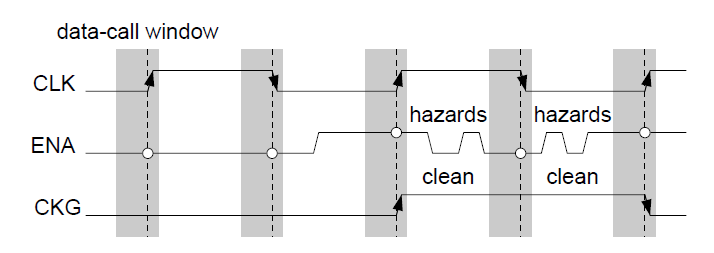 data-call window
CLK
hazards hazards
ENA
clean clean
CKG